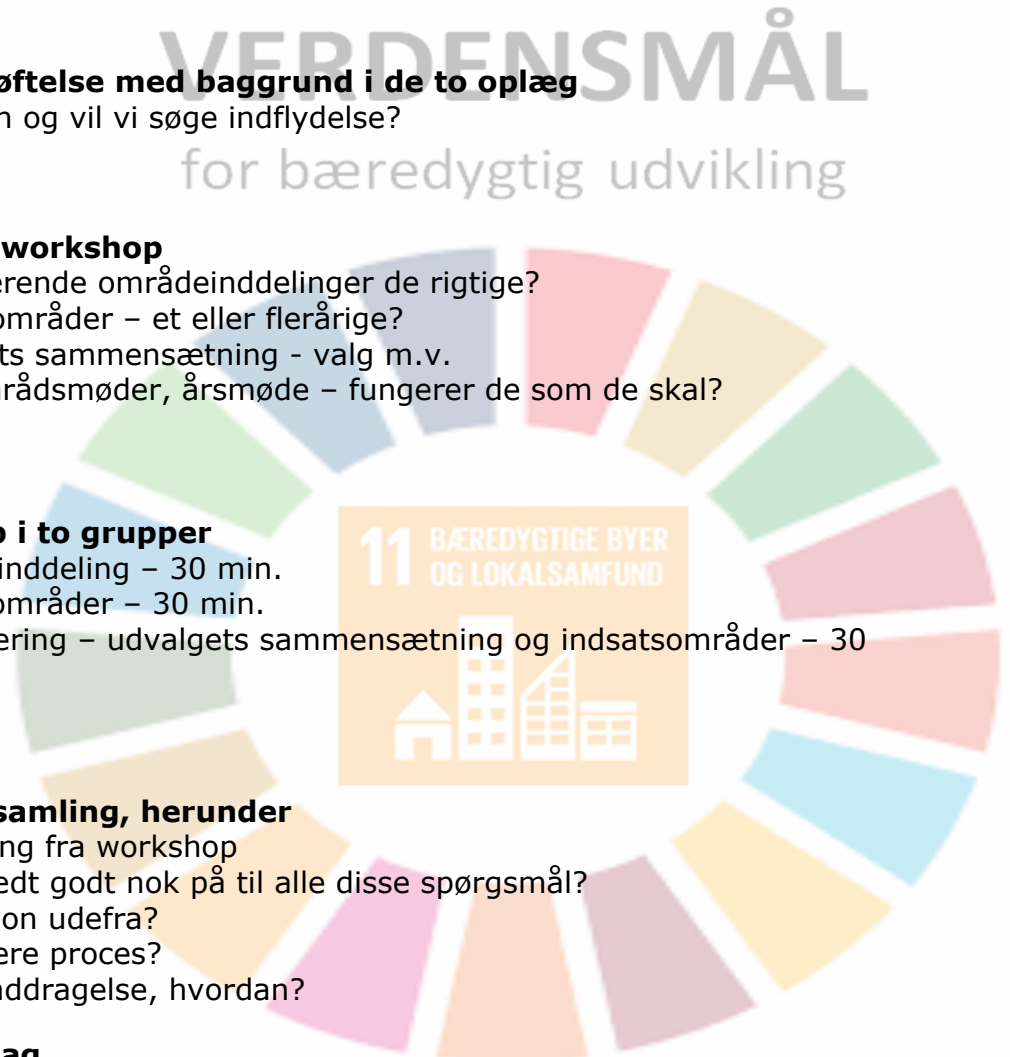 VERDENSMÅL
øftelse med baggrund i de to oplæg
n og vil vi søge indflydelse?
for bæredygtig udvikling
workshop
erende områdeinddelinger de rigtige?
områder – et eller flerårige?
ts sammensætning - valg m.v.
rådsmøder, årsmøde – fungerer de som de skal?
i to grupper
inddeling – 30 min.
områder – 30 min.
ering – udvalgets sammensætning og indsatsområder – 30
11 BÆREDYGTIGE BYER
OG LOKALSAMFUND
samling, herunder
ng fra workshop
edt godt nok på til alle disse spørgsmål?
on udefra?
ere proces?
ddragelse, hvordan?